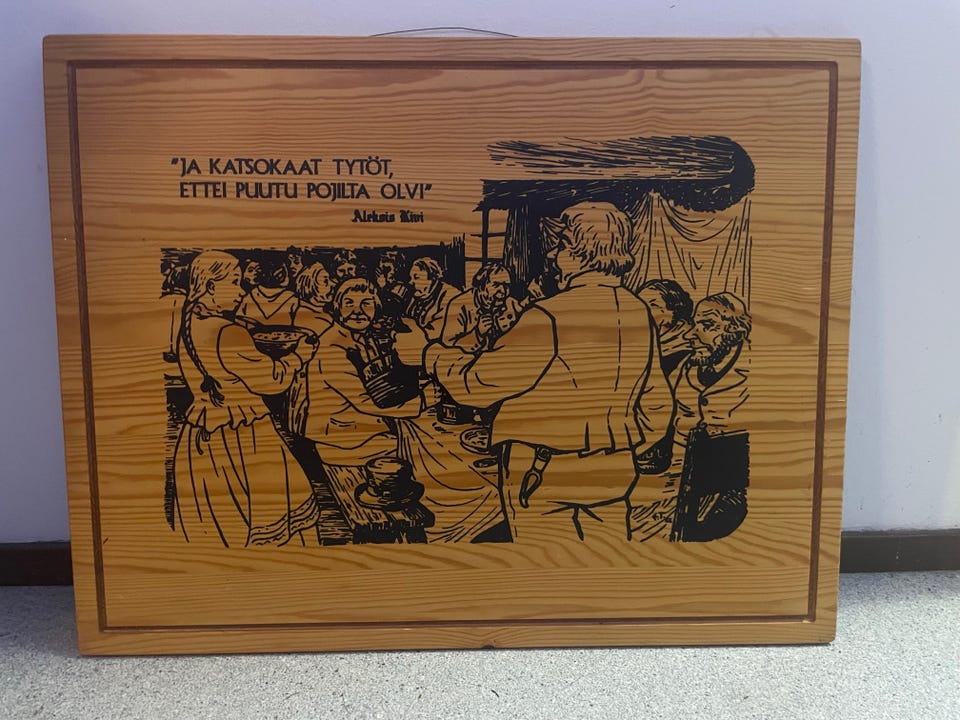 "JA KATSOKAAT TYTÖT,
ETTEI PUUTU POJILTA OLVI"
Aleksis Kivi